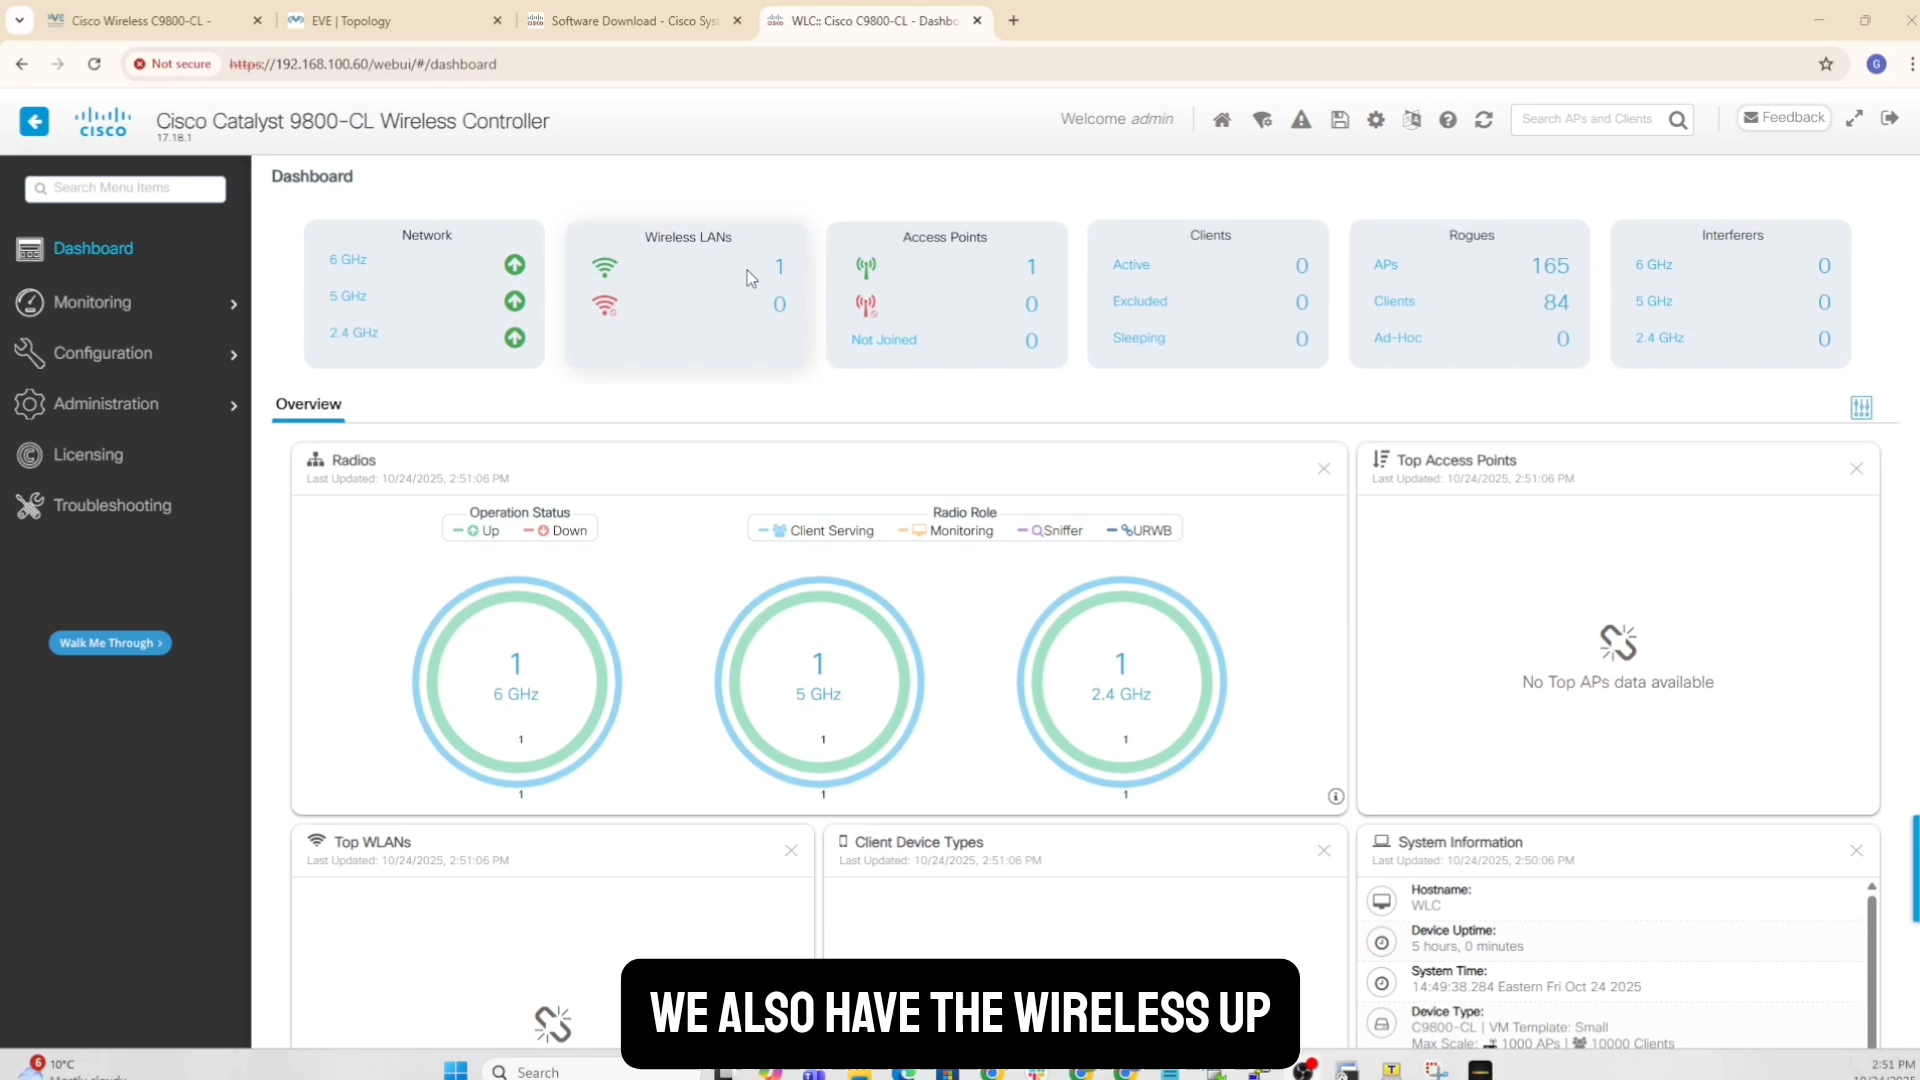 Cisco Wireless C9800-CL -
EVE | Topology
Software Download - Cisco Syst
WLC:: Cisco C9800-CL - Dashbo
Not secure
https://192.168.100.60/webui/#/dashboard
G
CISCO
Cisco Catalyst 9800-CL Wireless Controller
17.18.1
Welcome admin
Search APs and Clients
Feedback
Search Menu Items
Dashboard
Monitoring
Configuration
Administration
Licensing
Troubleshooting
Walk Me Through >
Dashboard
Network
6 GHz
5 GHz
2.4 GHz
Wireless LANs
1
0
Access Points
1
0
Not Joined 0
Clients
Active 0
Excluded 0
Sleeping 0
Rogues
APs 165
Clients 84
Ad-Hoc 0
Interferers
6 GHz 0
5 GHz 0
2.4 GHz 0
Overview
Radios
Last Updated: 10/24/2025, 2:51:06 PM
Operation Status
Up Down
Radio Role
Client Serving Monitoring Sniffer URWB
1
6 GHz
1
1
1
5 GHz
1
1
1
2.4 GHz
1
1
Top Access Points
Last Updated: 10/24/2025, 2:51:06 PM
No Top APs data available
Top WLANs
Last Updated: 10/24/2025, 2:51:06 PM
Client Device Types
Last Updated: 10/24/2025, 2:51:06 PM
System Information
Last Updated: 10/24/2025, 2:50:06 PM
Hostname:
WLC
Device Uptime:
5 hours, 0 minutes
System Time:
14:49:38.284 Eastern Fri Oct 24 2025
Device Type:
C9800-CL | VM Template: Small
Max Scale: 1000 APs | 10000 Clients
WE ALSO HAVE THE WIRELESS UP
6
10°C
Mostly cloudy
Search
2:51 PM